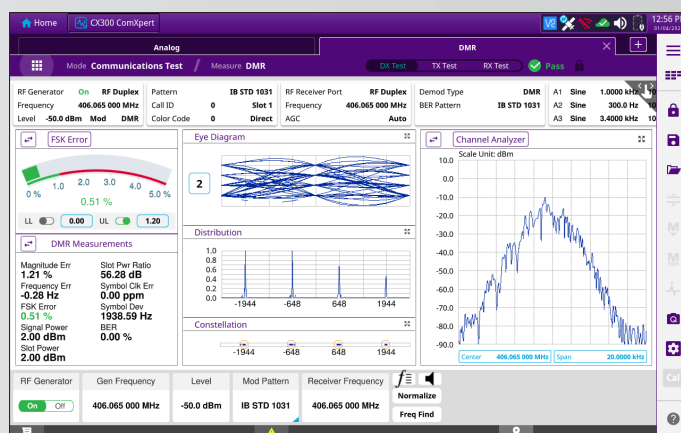 Home
CX300 ComXpert
V2
12:56 PM
01/04/202
Analog
DMR
Mode Communications Test / Measure DMR
DX Test
TX Test
RX Test
Pass
RF Generator On RF Duplex
Frequency 406.065 000 MHz
Level -50.0 dBm Mod DMR
Pattern IB STD 1031
Call ID 0 Slot 1
Color Code 0 Direct
RF Receiver Port RF Duplex
Frequency 406.065 000 MHz
AGC Auto
Demod Type DMR
BER Pattern IB STD 1031
A1 Sine 1.0000 kHz 10
A2 Sine 300.0 Hz 10
A3 Sine 3.4000 kHz 10
FSK Error
0 % 1.0 2.0 3.0 4.0 5.0 %
0.51 %
LL 0.00 UL 1.20
DMR Measurements
Magnitude Err
1.21 %
Frequency Err
-0.28 Hz
FSK Error
0.51 %
Signal Power
2.00 dBm
Slot Power
2.00 dBm
Slot Pwr Ratio
56.28 dB
Symbol Clk Err
0.00 ppm
Symbol Dev
1938.59 Hz
BER
0.00 %
Eye Diagram
2
Distribution
1.0
0.8
0.6
0.4
0.2
0.0
-1944 -648 648 1944
Constellation
-1944 -648 648 1944
Channel Analyzer
Scale Unit: dBm
10.0
0.0
-10.0
-20.0
-30.0
-40.0
-50.0
-60.0
-70.0
-80.0
-90.0
Center 406.065 000 MHz
Span 20.0000 kHz
RF Generator
On Off
Gen Frequency
406.065 000 MHz
Level
-50.0 dBm
Mod Pattern
IB STD 1031
Receiver Frequency
406.065 000 MHz
Normalize
Freq Find
M
M
Cal